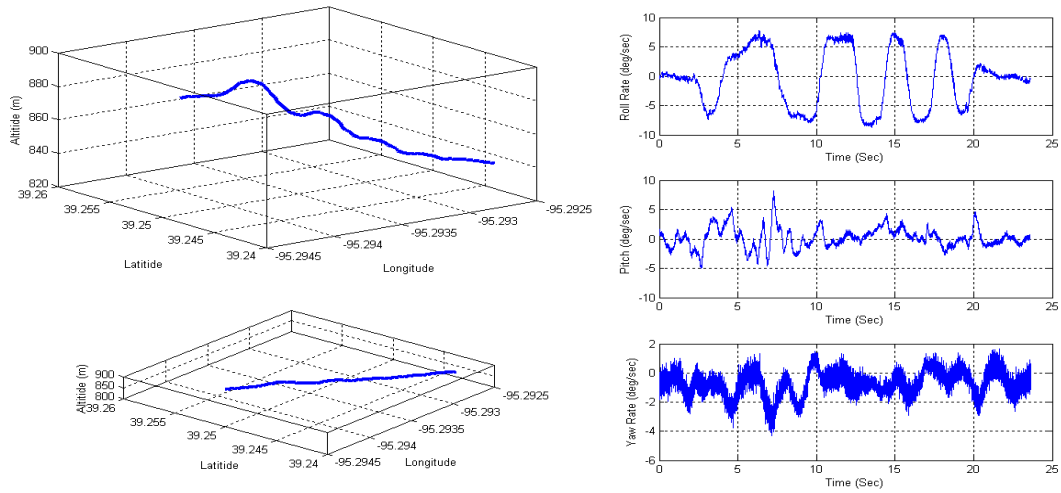 900
880
860
840
820
Altitide (m)
39.26
39.255
39.25
39.245
39.24
Latitide
-95.2945
-95.294
-95.2935
-95.293
-95.2925
Longitude
900
850
800
Altitide (m)
39.26
39.255
39.25
39.245
39.24
Latitide
-95.2945
-95.294
-95.2935
-95.293
-95.2925
Longitude
10
5
0
-5
-10
Roll Rate (deg/sec)
0 5 10 15 20 25
Time (Sec)
10
5
0
-5
-10
Pitch (deg/sec)
0 5 10 15 20 25
Time (Sec)
2
0
-2
-4
-6
Yaw Rate (deg/sec)
0 5 10 15 20 25
Time (Sec)